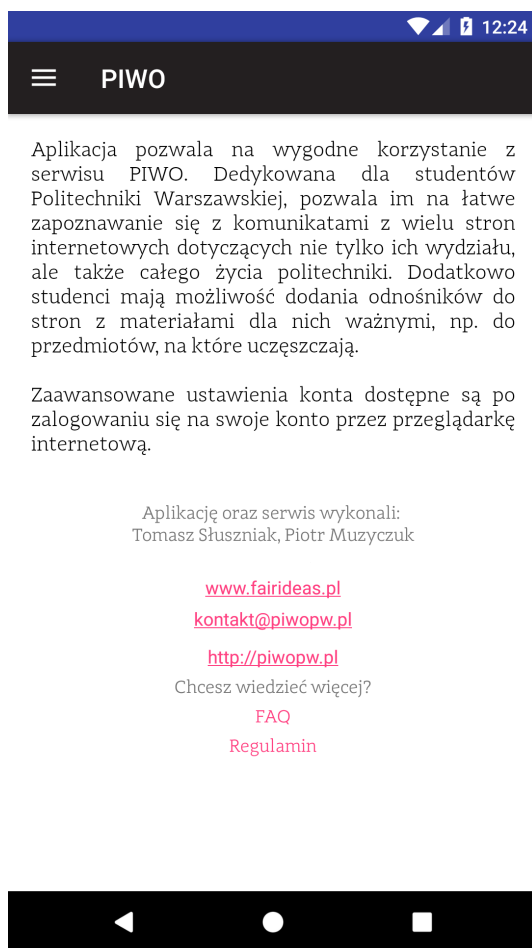 12:24
PIWO
Aplikacja pozwala na wygodne korzystanie z
serwisu PIWO. Dedykowana dla studentów
Politechniki Warszawskiej, pozwala im na łatwe
zapoznawanie się z komunikatami z wielu stron
internetowych dotyczących nie tylko ich wydziału,
ale także całego życia politechniki. Dodatkowo
studenci mają możliwość dodania odnośników do
stron z materiałami dla nich ważnymi, np. do
przedmiotów, na które uczęszczają.
Zaawansowane ustawienia konta dostępne są po
zalogowaniu się na swoje konto przez przeglądarkę
internetową.
Aplikację oraz serwis wykonali:
Tomasz Słuszniak, Piotr Muzyczuk
www.fairideas.pl
kontakt@piwopw.pl
http://piwopw.pl
Chcesz wiedzieć więcej?
FAQ
Regulamin